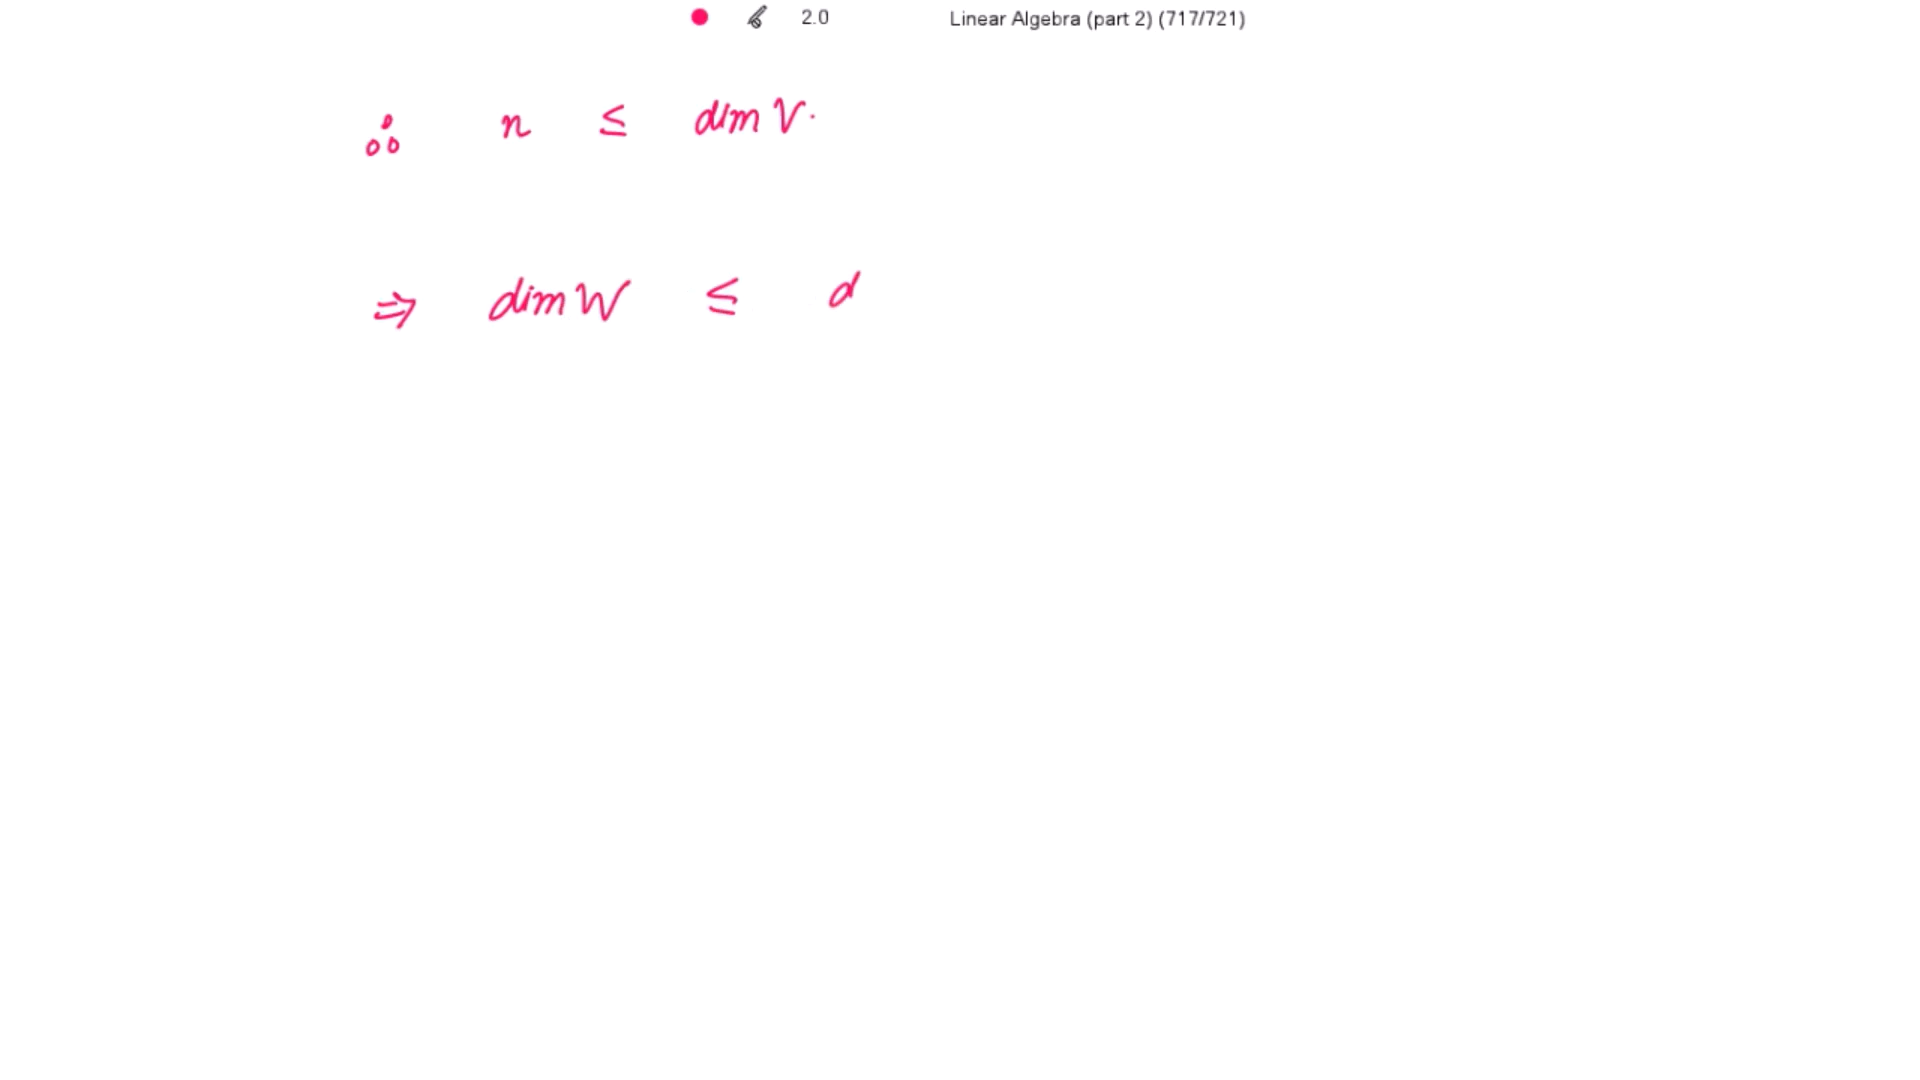 2.0 Linear Algebra (part 2) (717/721)
∴ n ≤ dim V.
⇒ dim W ≤ d